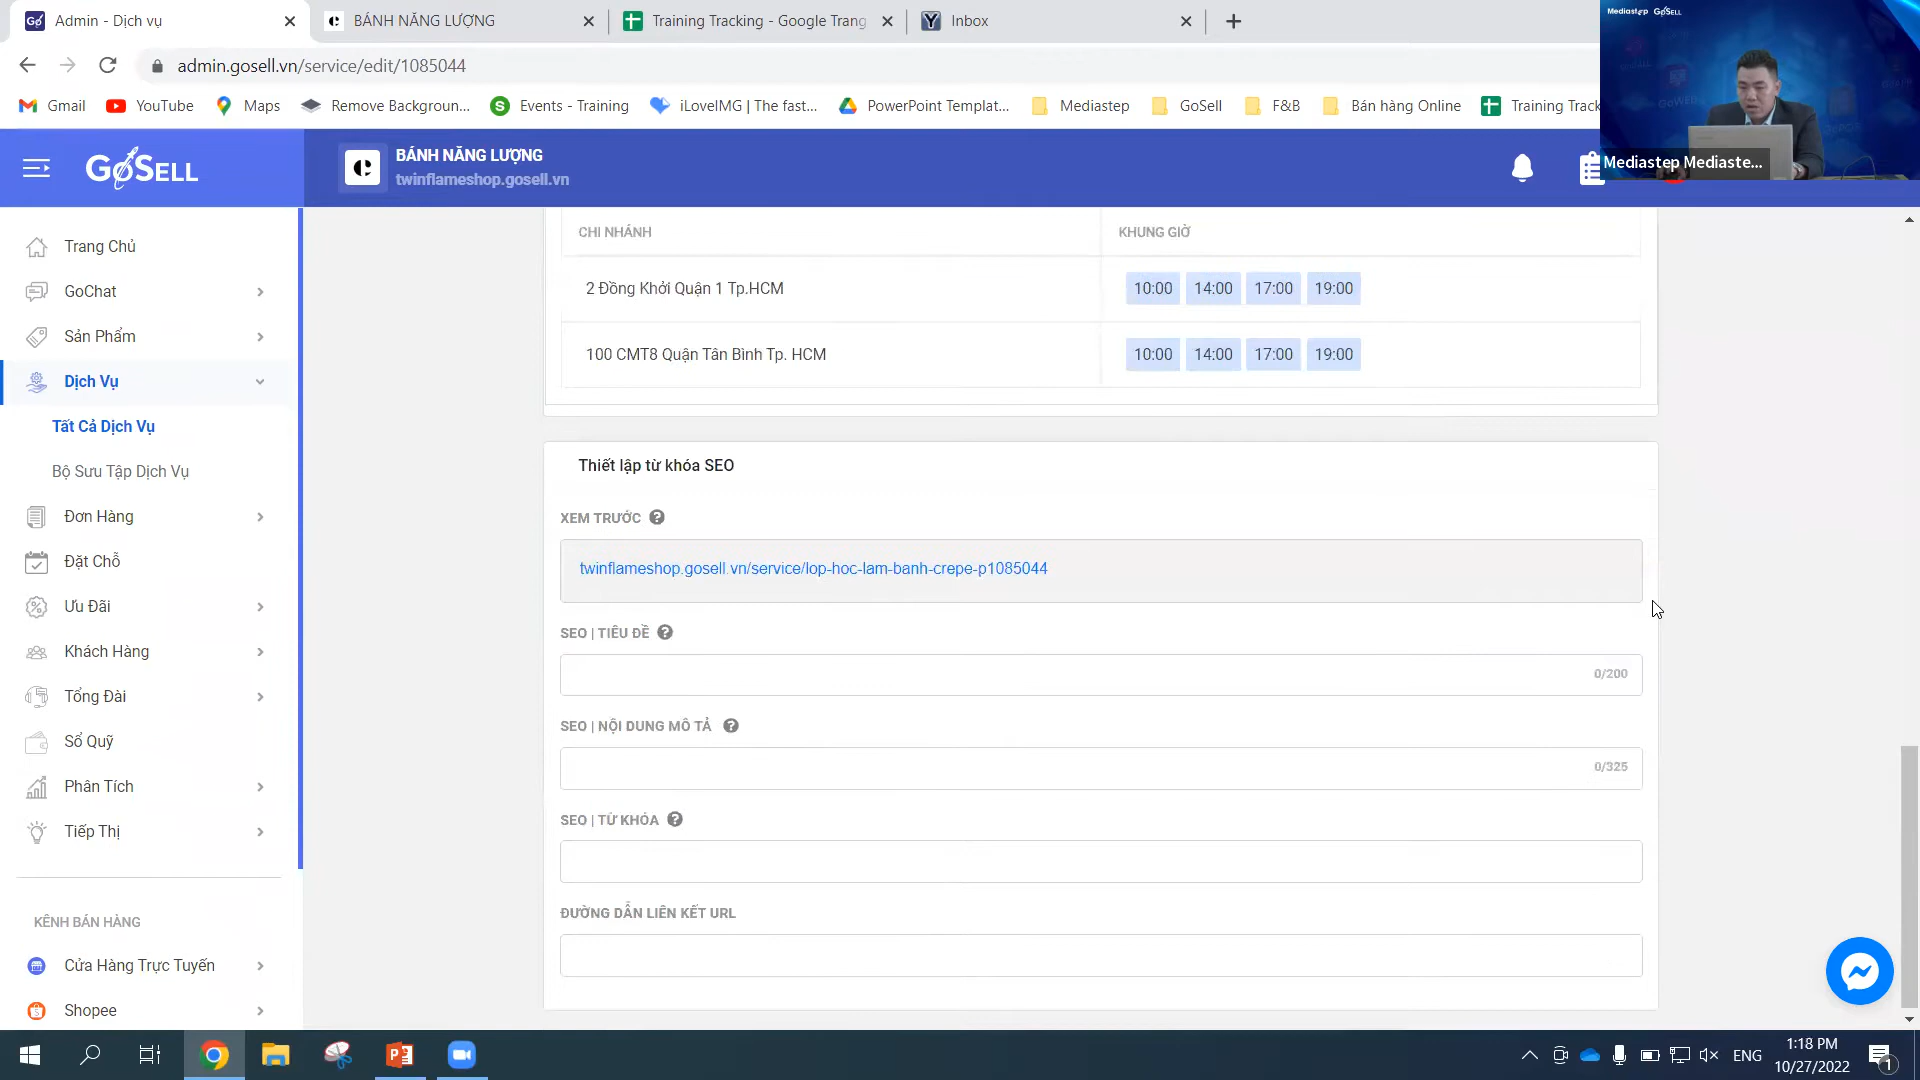 Admin - Dịch vụ
BÁNH NĂNG LƯỢNG
Training Tracking - Google Trang
Inbox
admin.gosell.vn/service/edit/1085044
Gmail
YouTube
Maps
Remove Backgroun...
Events - Training
iLoveIMG | The fast...
PowerPoint Templat...
Mediastep
GoSell
F&B
Bán hàng Online
Training Track
Mediastep GOSELL
Mediastep Mediaste...
GOSELL
BÁNH NĂNG LƯỢNG
twinflameshop.gosell.vn
Trang Chủ
GoChat
Sản Phẩm
Dịch Vụ
Tất Cả Dịch Vụ
Bộ Sưu Tập Dịch Vụ
Đơn Hàng
Đặt Chỗ
Ưu Đãi
Khách Hàng
Tổng Đài
Sổ Quỹ
Phân Tích
Tiếp Thị
KÊNH BÁN HÀNG
Cửa Hàng Trực Tuyến
Shopee
CHI NHÁNH
KHUNG GIỜ
2 Đồng Khởi Quận 1 Tp.HCM
10:00 14:00 17:00 19:00
100 CMT8 Quận Tân Bình Tp. HCM
10:00 14:00 17:00 19:00
Thiết lập từ khóa SEO
XEM TRƯỚC
twinflameshop.gosell.vn/service/lop-hoc-lam-banh-crepe-p1085044
SEO | TIÊU ĐỀ
0/200
SEO | NỘI DUNG MÔ TẢ
0/325
SEO | TỪ KHÓA
ĐƯỜNG DẪN LIÊN KẾT URL
ENG
1:18 PM
10/27/2022
1